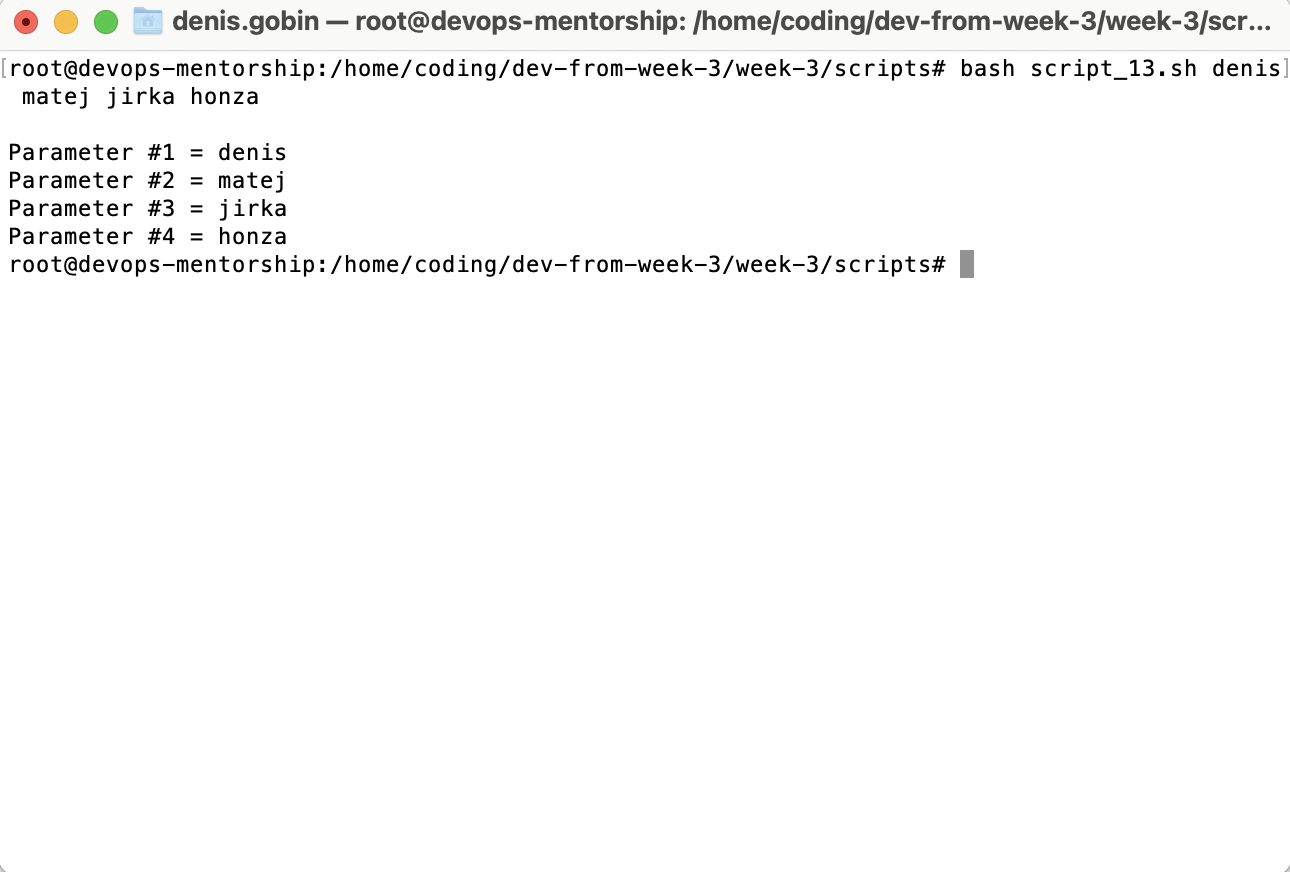 denis.gobin — root@devops-mentorship: /home/coding/dev-from-week-3/week-3/scr...
[root@devops-mentorship:/home/coding/dev-from-week-3/week-3/scripts# bash script_13.sh denis]
 matej jirka honza
Parameter #1 = denis
Parameter #2 = matej
Parameter #3 = jirka
Parameter #4 = honza
root@devops-mentorship:/home/coding/dev-from-week-3/week-3/scripts#